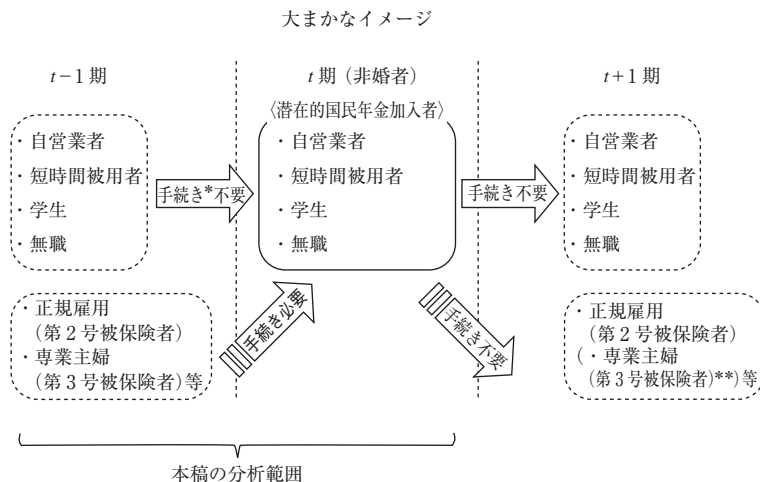 大まかなイメージ
t−1期
・自営業者
・短時間被用者
・学生
・無職
・正規雇用
(第2号被保険者)
・専業主婦
(第3号被保険者)等
手続き*不要
手続き必要
t期(非婚者)
〈潜在的国民年金加入者〉
・自営業者
・短時間被用者
・学生
・無職
手続き不要
手続き不要
t+1期
・自営業者
・短時間被用者
・学生
・無職
・正規雇用
(第2号被保険者)
(・専業主婦
(第3号被保険者)**)等
本稿の分析範囲